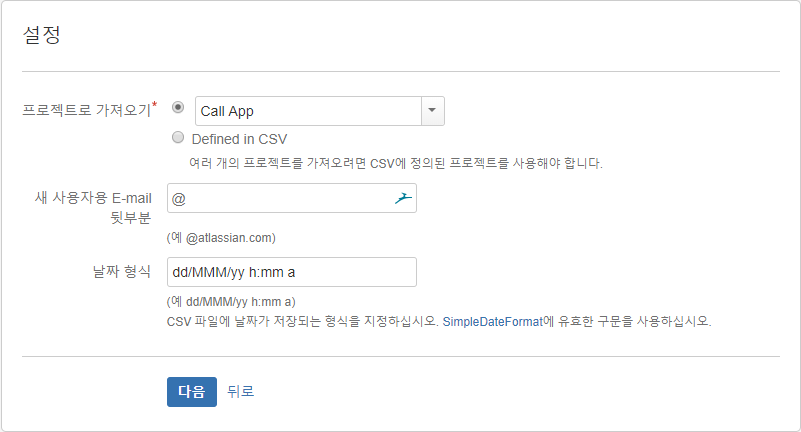 설정
프로젝트로 가져오기*
Call App
Defined in CSV
여러 개의 프로젝트를 가져오려면 CSV에 정의된 프로젝트를 사용해야 합니다.
새 사용자용 E-mail
뒷부분
@
(예 @atlassian.com)
날짜 형식
dd/MMM/yy h:mm a
(예 dd/MMM/yy h:mm a)
CSV 파일에 날짜가 저장되는 형식을 지정하십시오. SimpleDateFormat에 유효한 구문을 사용하십시오.
다음 뒤로